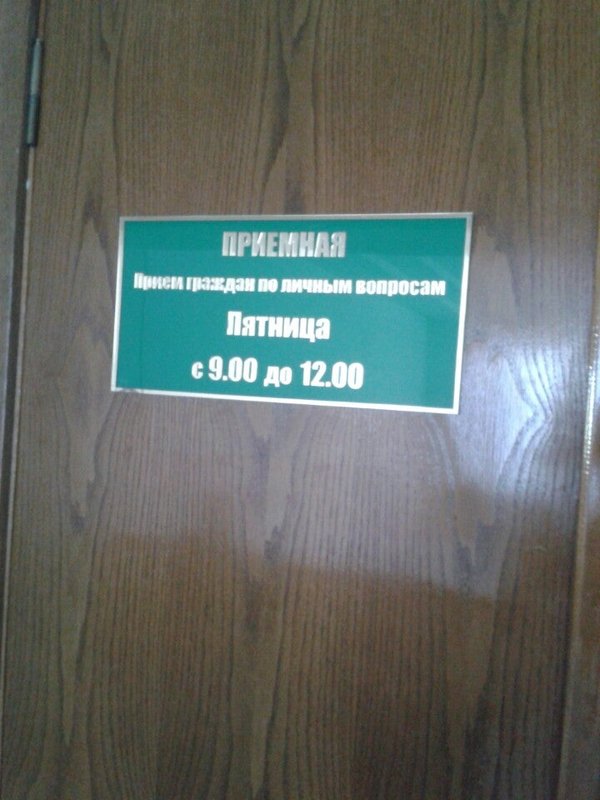 ПРИЕМНАЯ
Прием граждан по личным вопросам
Пятница
с 9.00 до 12.00